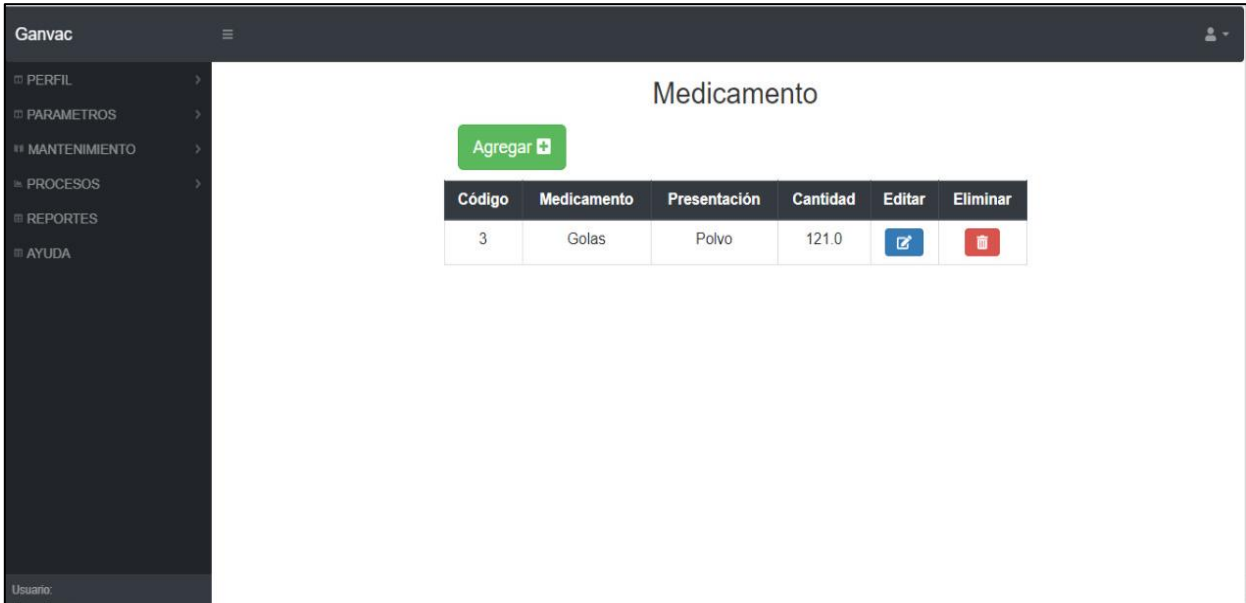 Ganvac
PERFIL
PARAMETROS
MANTENIMIENTO
PROCESOS
REPORTES
AYUDA
Usuario:
Medicamento
Agregar
Código Medicamento Presentación Cantidad Editar Eliminar
3 Golas Polvo 121.0